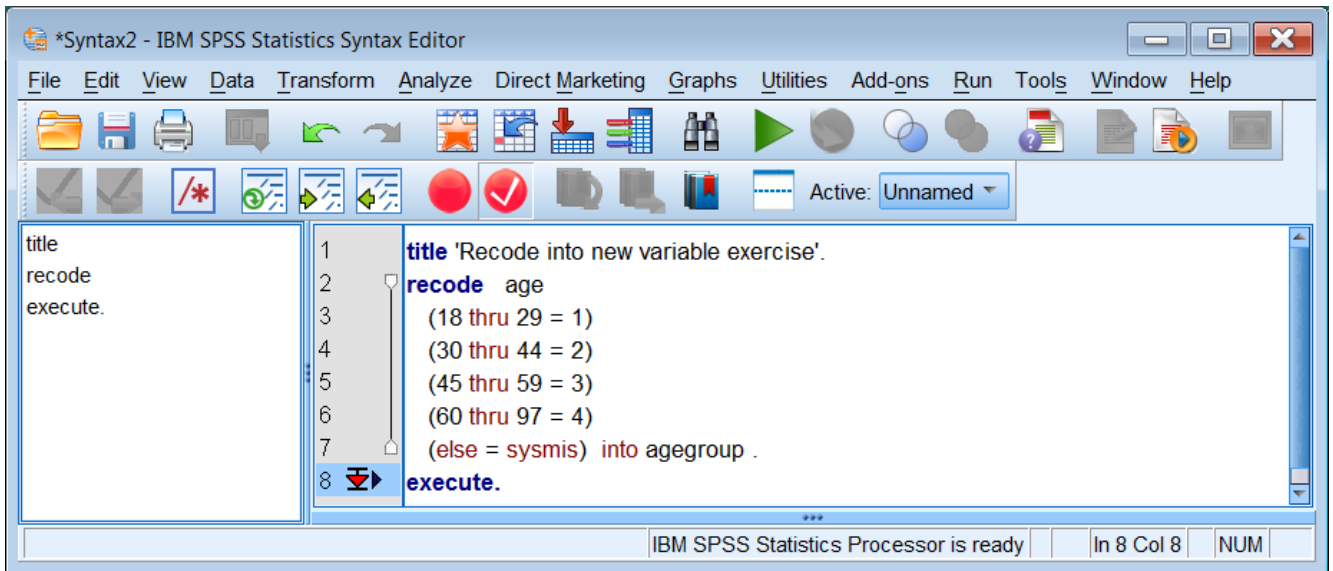 *Syntax2 - IBM SPSS Statistics Syntax Editor
File Edit View Data Transform Analyze Direct Marketing Graphs Utilities Add-ons Run Tools Window Help
/*
Active: Unnamed
title
recode
execute.
1 title 'Recode into new variable exercise'.
2 recode age
3 (18 thru 29 = 1)
4 (30 thru 44 = 2)
5 (45 thru 59 = 3)
6 (60 thru 97 = 4)
7 (else = sysmis) into agegroup .
8 execute.
IBM SPSS Statistics Processor is ready In 8 Col 8 NUM